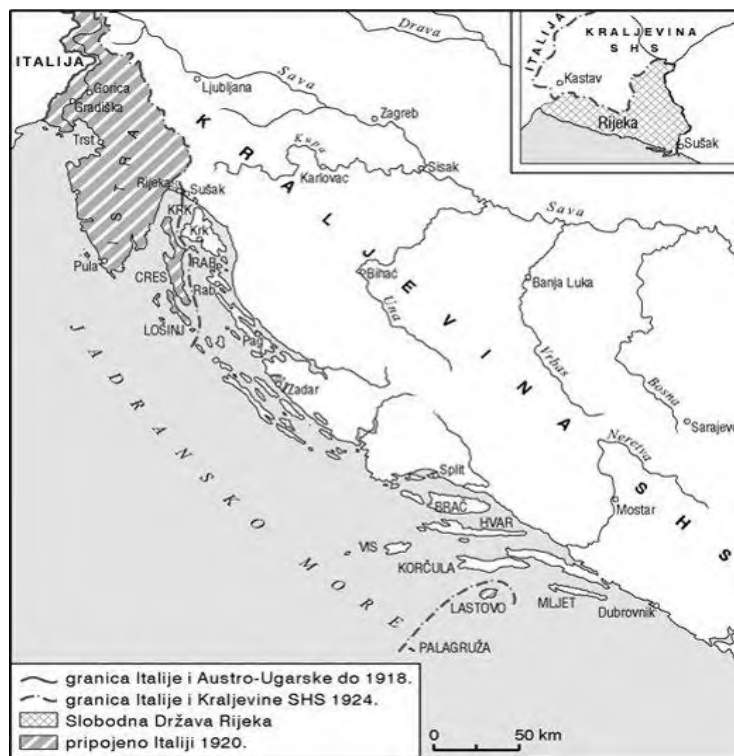 ITALIJA
Gorica
Gradiška
Trst
ISTRA
Pula
Ljubljana
Drava
Sava
Zagreb
Kupa
Karlovac
Sisak
Sava
KRALJEVINA SHS
Rijeka
Sušak
KRK
Krk
CRES
RAB
Rab
LOŠINJ
Pag
Zadar
Bihać
Una
Banja Luka
Vrbas
Bosna
Sarajevo
Neretva
Mostar
Split
BRAČ
HVAR
VIS
KORČULA
LASTOVO
MLJET
Dubrovnik
PALAGRUŽA
JADRANSKO MORE
ITALIJA
KRALJEVINA
SHS
Kastav
Rijeka
Sušak
granica Italije i Austro-Ugarske do 1918.
granica Italije i Kraljevine SHS 1924.
Slobodna Država Rijeka
pripojeno Italiji 1920.
0 50 km